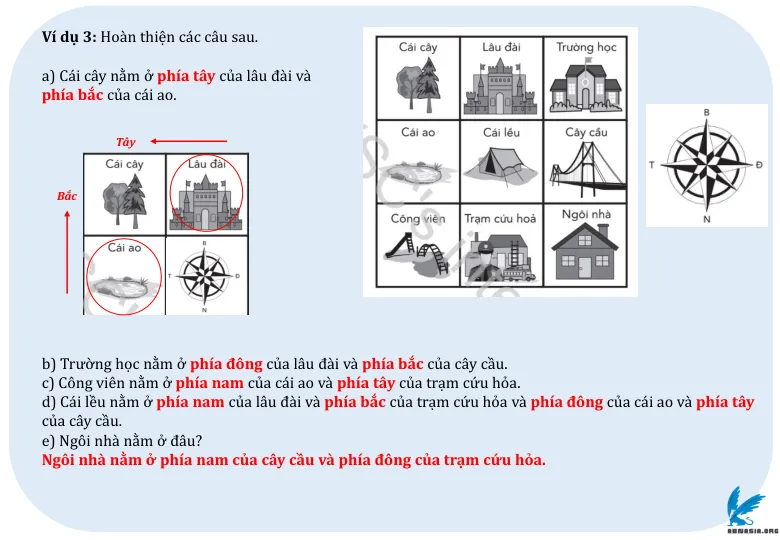 Ví dụ 3: Hoàn thiện các câu sau.
a) Cái cây nằm ở phía tây của lâu đài và
phía bắc của cái ao.
Tây
Bắc
Cái cây
Lâu đài
Cái ao
B
T
Đ
N
Cái cây
Lâu đài
Trường học
Cái ao
Cái lều
Cây cầu
Công viên
Trạm cứu hoả
Ngôi nhà
B
T
Đ
N
b) Trường học nằm ở phía đông của lâu đài và phía bắc của cây cầu.
c) Công viên nằm ở phía nam của cái ao và phía tây của trạm cứu hỏa.
d) Cái lều nằm ở phía nam của lâu đài và phía bắc của trạm cứu hỏa và phía đông của cái ao và phía tây
của cây cầu.
e) Ngôi nhà nằm ở đâu?
Ngôi nhà nằm ở phía nam của cây cầu và phía đông của trạm cứu hỏa.
ABNASIA.ORG